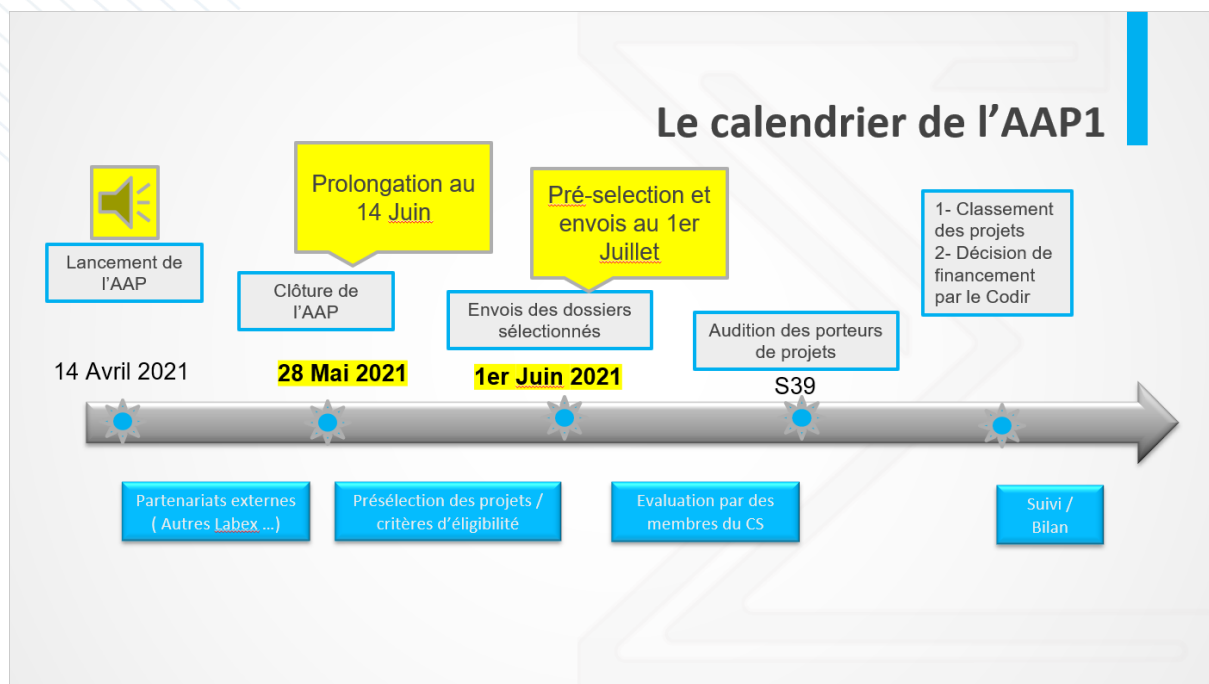 Le calendrier de l'AAP1
Prolongation au
14 Juin
Pré-selection et
envois au 1er
Juillet
1- Classement
des projets
2- Décision de
financement
par le Codir
Lancement de
l'AAP
Clôture de
l'AAP
Envois des dossiers
sélectionnés
Audition des porteurs
de projets
14 Avril 2021
28 Mai 2021
1er Juin 2021
S39
Partenariats externes
( Autres Labex ...)
Présélection des projets /
critères d'éligibilité
Evaluation par des
membres du CS
Suivi /
Bilan